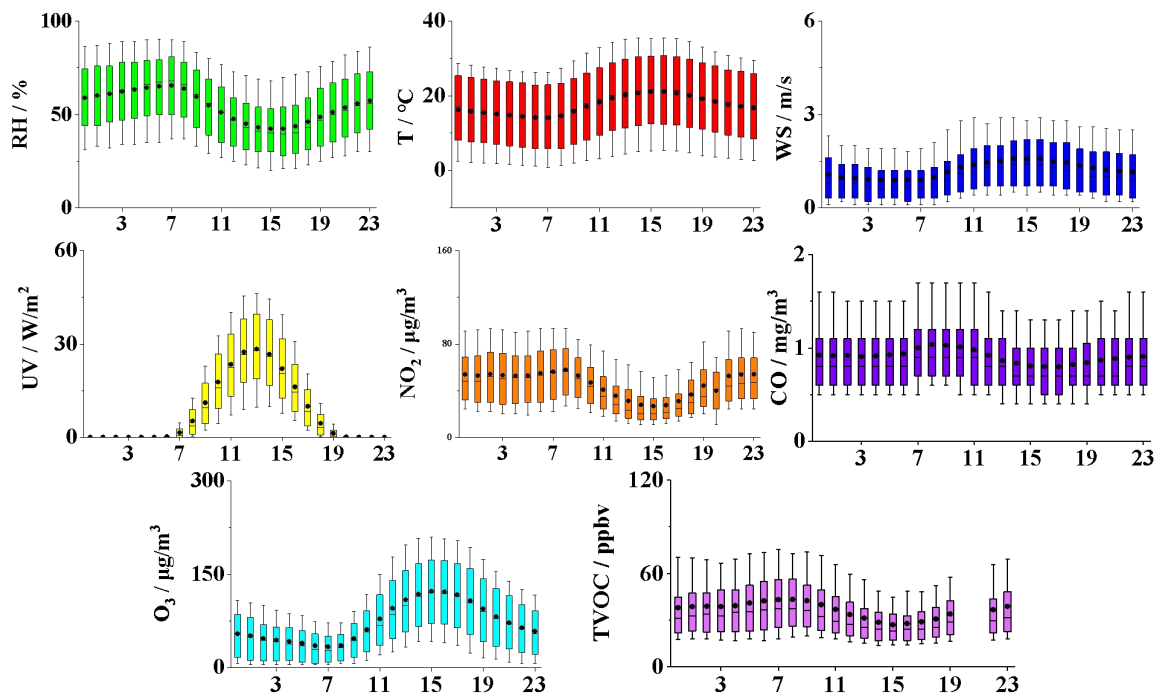 RH / %
100
50
0
3 7 11 15 19 23
T / °C
40
20
0
3 7 11 15 19 23
WS / m/s
6
3
0
3 7 11 15 19 23
UV / W/m²
60
30
0
3 7 11 15 19 23
NO₂ / μg/m³
160
80
0
3 7 11 15 19 23
CO / mg/m³
2
1
0
3 7 11 15 19 23
O₃ / μg/m³
300
150
0
3 7 11 15 19 23
TVOC / ppbv
120
60
0
3 7 11 15 19 23